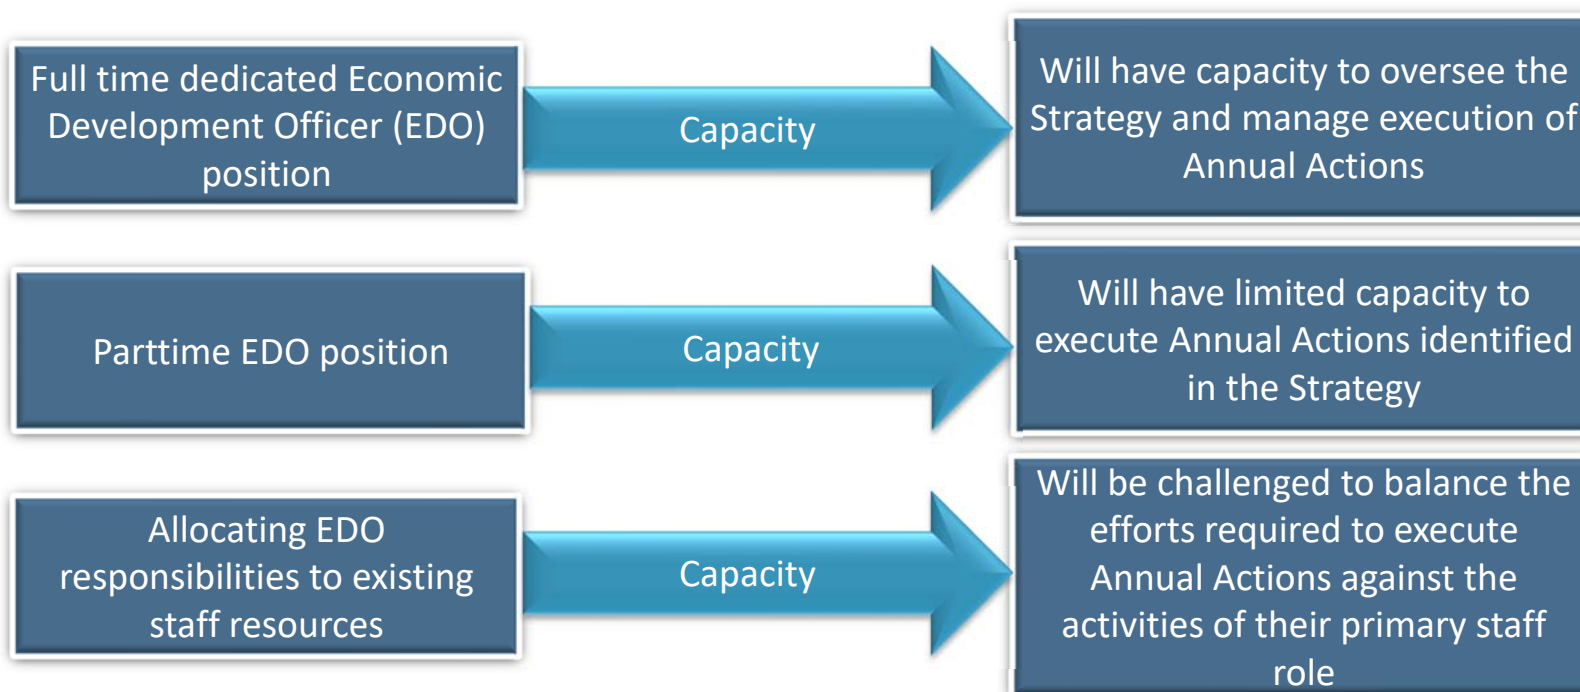 Full time dedicated Economic
Development Officer (EDO)
position
Capacity
Will have capacity to oversee the
Strategy and manage execution of
Annual Actions
Parttime EDO position
Capacity
Will have limited capacity to
execute Annual Actions identified
in the Strategy
Allocating EDO
responsibilities to existing
staff resources
Capacity
Will be challenged to balance the
efforts required to execute
Annual Actions against the
activities of their primary staff
role